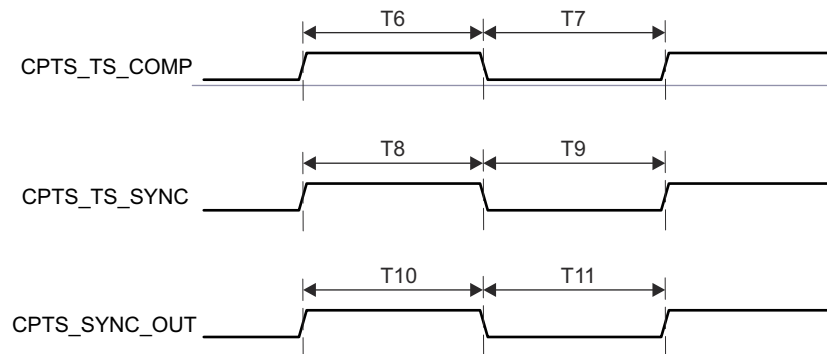 T6 T7
CPTS_TS_COMP
T8 T9
CPTS_TS_SYNC
T10 T11
CPTS_SYNC_OUT